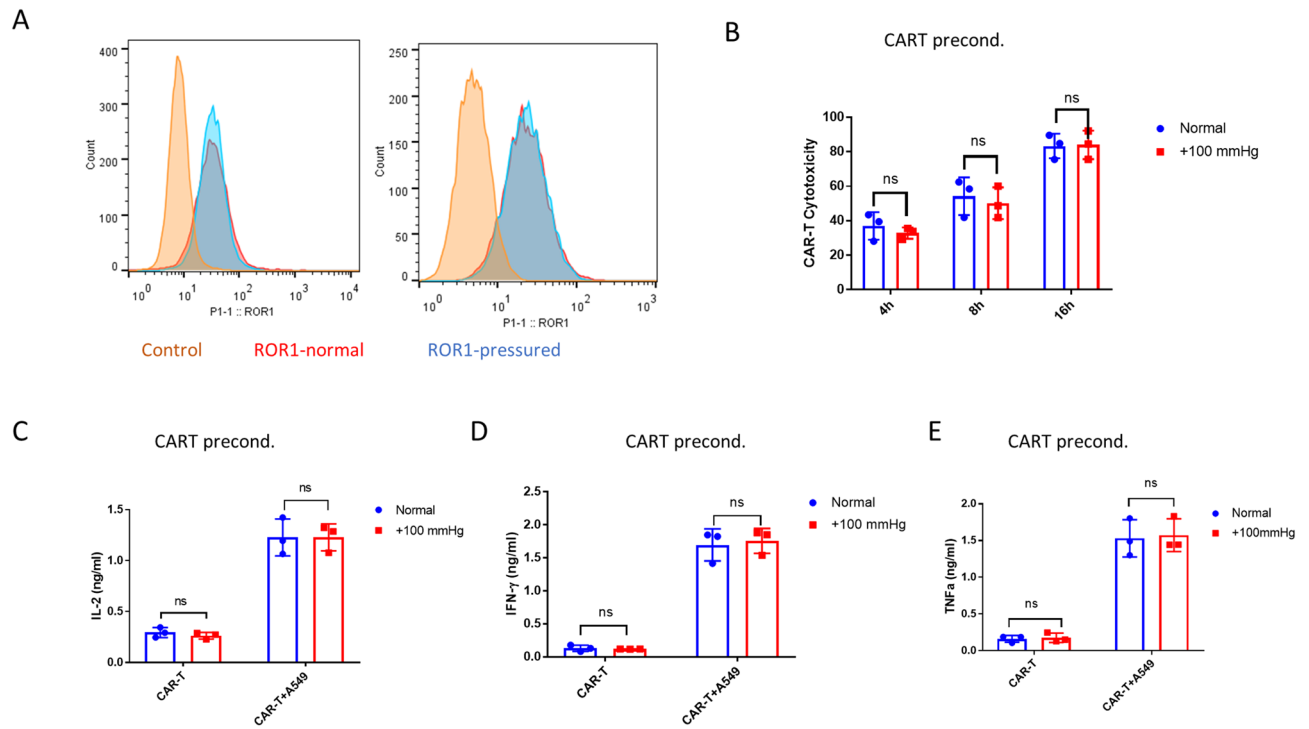 A
400
300
200
100
0
Count
10^0 10^1 10^2 10^3 10^4
P1-1 :: ROR1
250
200
150
100
50
0
Count
10^0 10^1 10^2 10^3
P1-1 :: ROR1
Control ROR1-normal ROR1-pressured
B
CART precond.
CAR-T Cytotoxicity
100
80
60
40
20
0
ns
ns
ns
4h 8h 16h
Normal
+100 mmHg
C
CART precond.
IL-2 (ng/ml)
1.5
1.0
0.5
0.0
ns
ns
CAR-T CAR-T+A549
Normal
+100 mmHg
D
CART precond.
IFN-γ (ng/ml)
2.5
2.0
1.5
1.0
0.5
0.0
ns
ns
CAR-T CAR-T+A549
Normal
+100 mmHg
E
CART precond.
TNFa (ng/ml)
2.0
1.5
1.0
0.5
0.0
ns
ns
CAR-T CAR-T+A549
Normal
+100mmHg